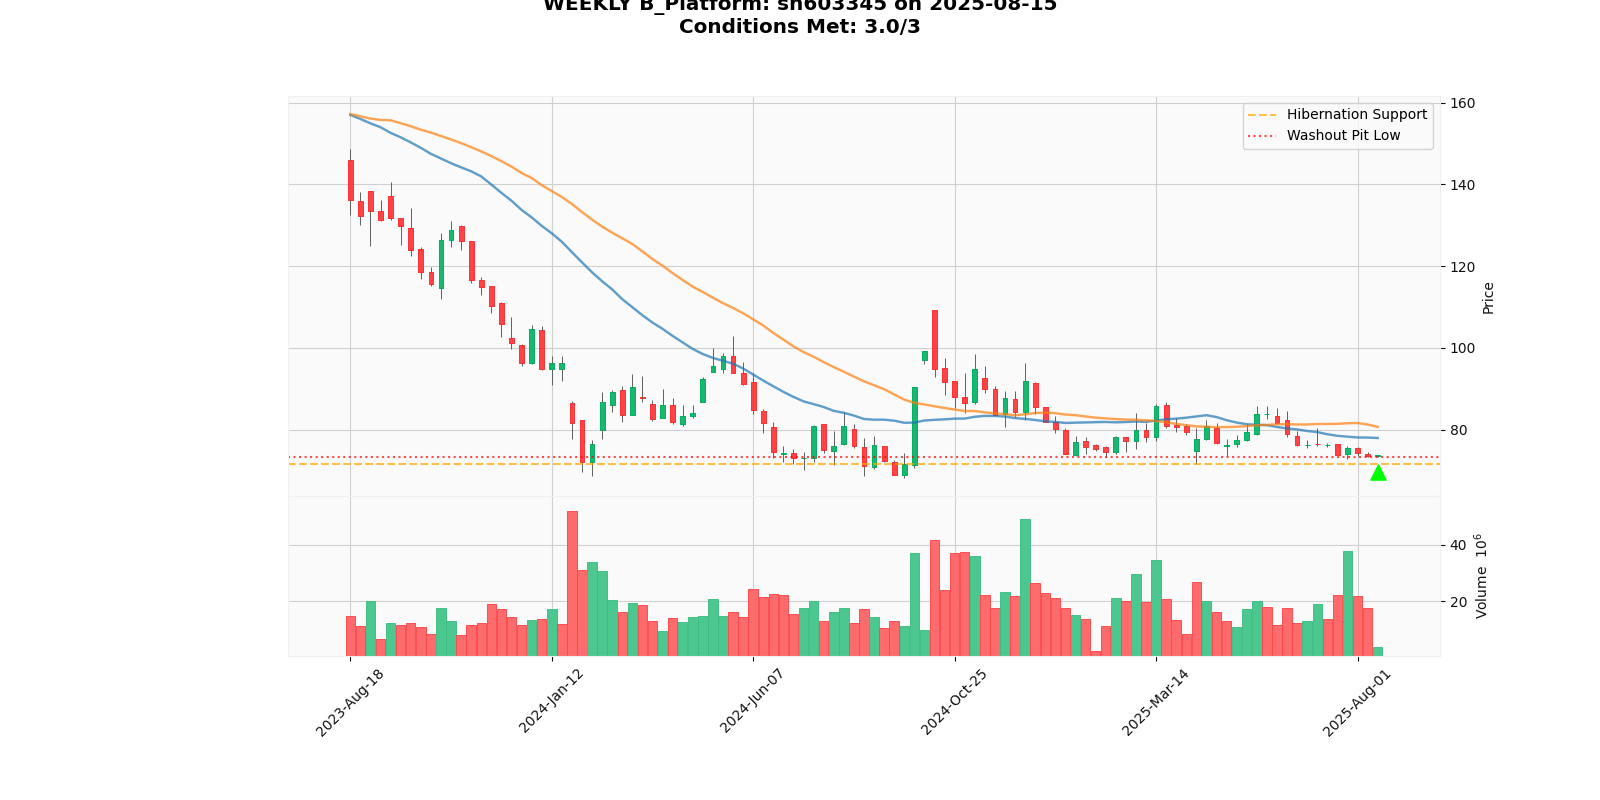 WEEKLY B_Platform: sh603345 on 2025-08-15
Conditions Met: 3.0/3
Hibernation Support
Washout Pit Low
160
140
120
100
80
Price
40
20
Volume 10⁶
2023-Aug-18
2024-Jan-12
2024-Jun-07
2024-Oct-25
2025-Mar-14
2025-Aug-01